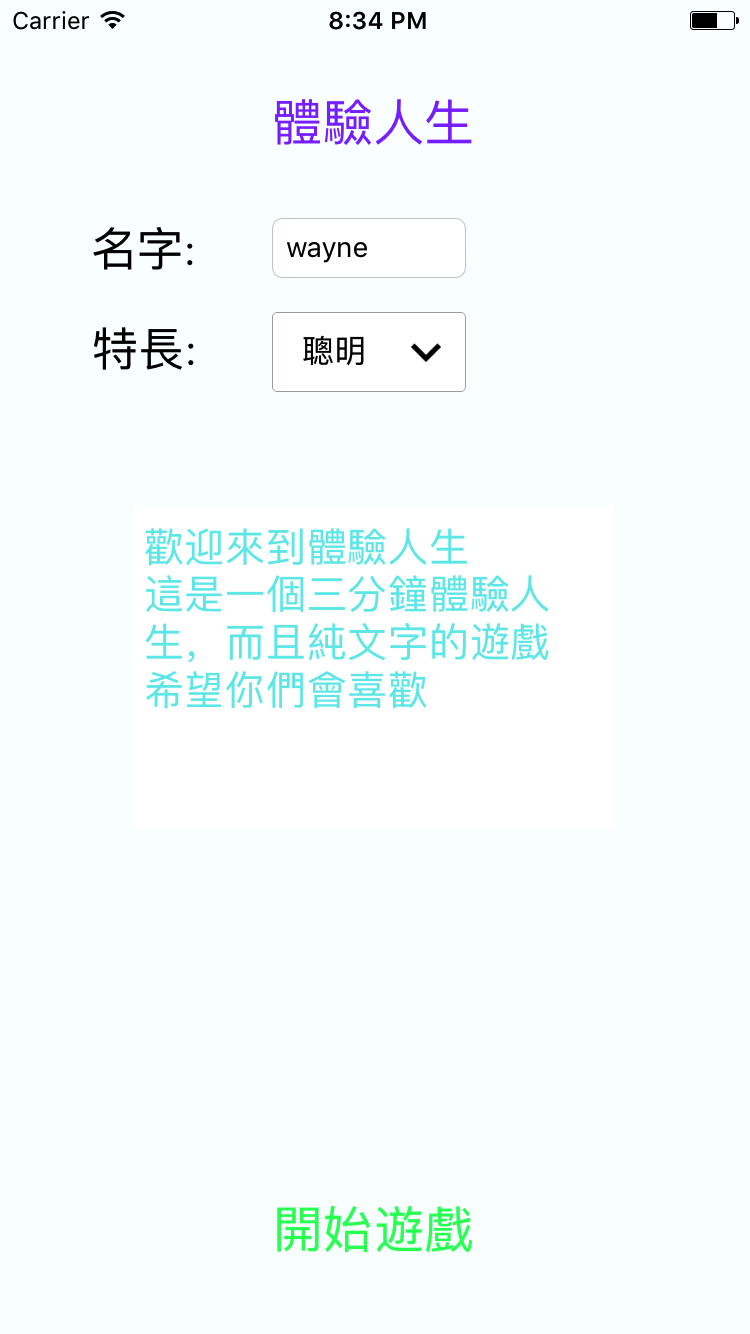 Carrier 8:34 PM
體驗人生
名字: wayne
特長: 聰明
歡迎來到體驗人生
這是一個三分鐘體驗人
生，而且純文字的遊戲
希望你們會喜歡
開始遊戲